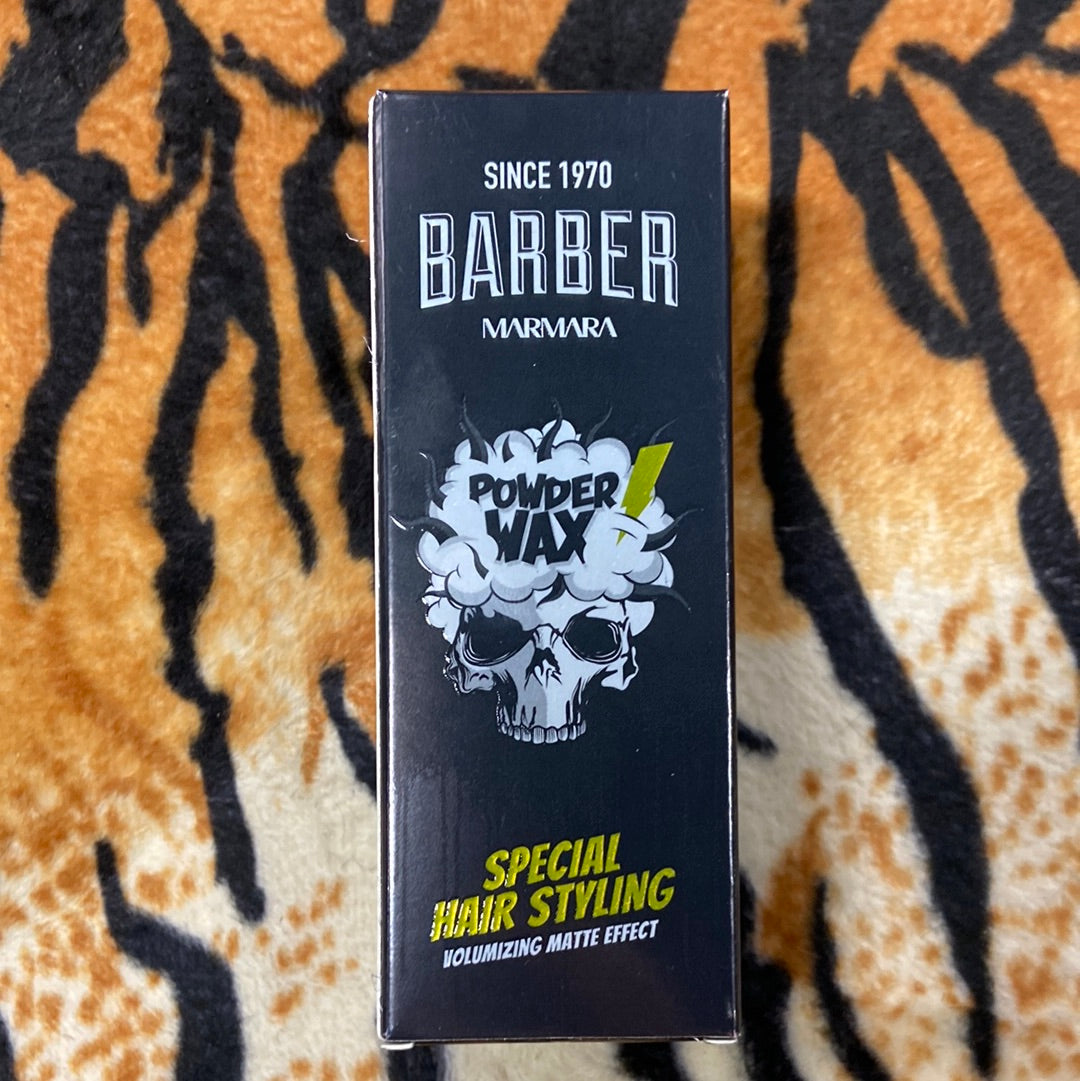 SINCE 1970
BARBER
MARMARA
POWDER
WAX
SPECIAL
HAIR STYLING
VOLUMIZING MATTE EFFECT